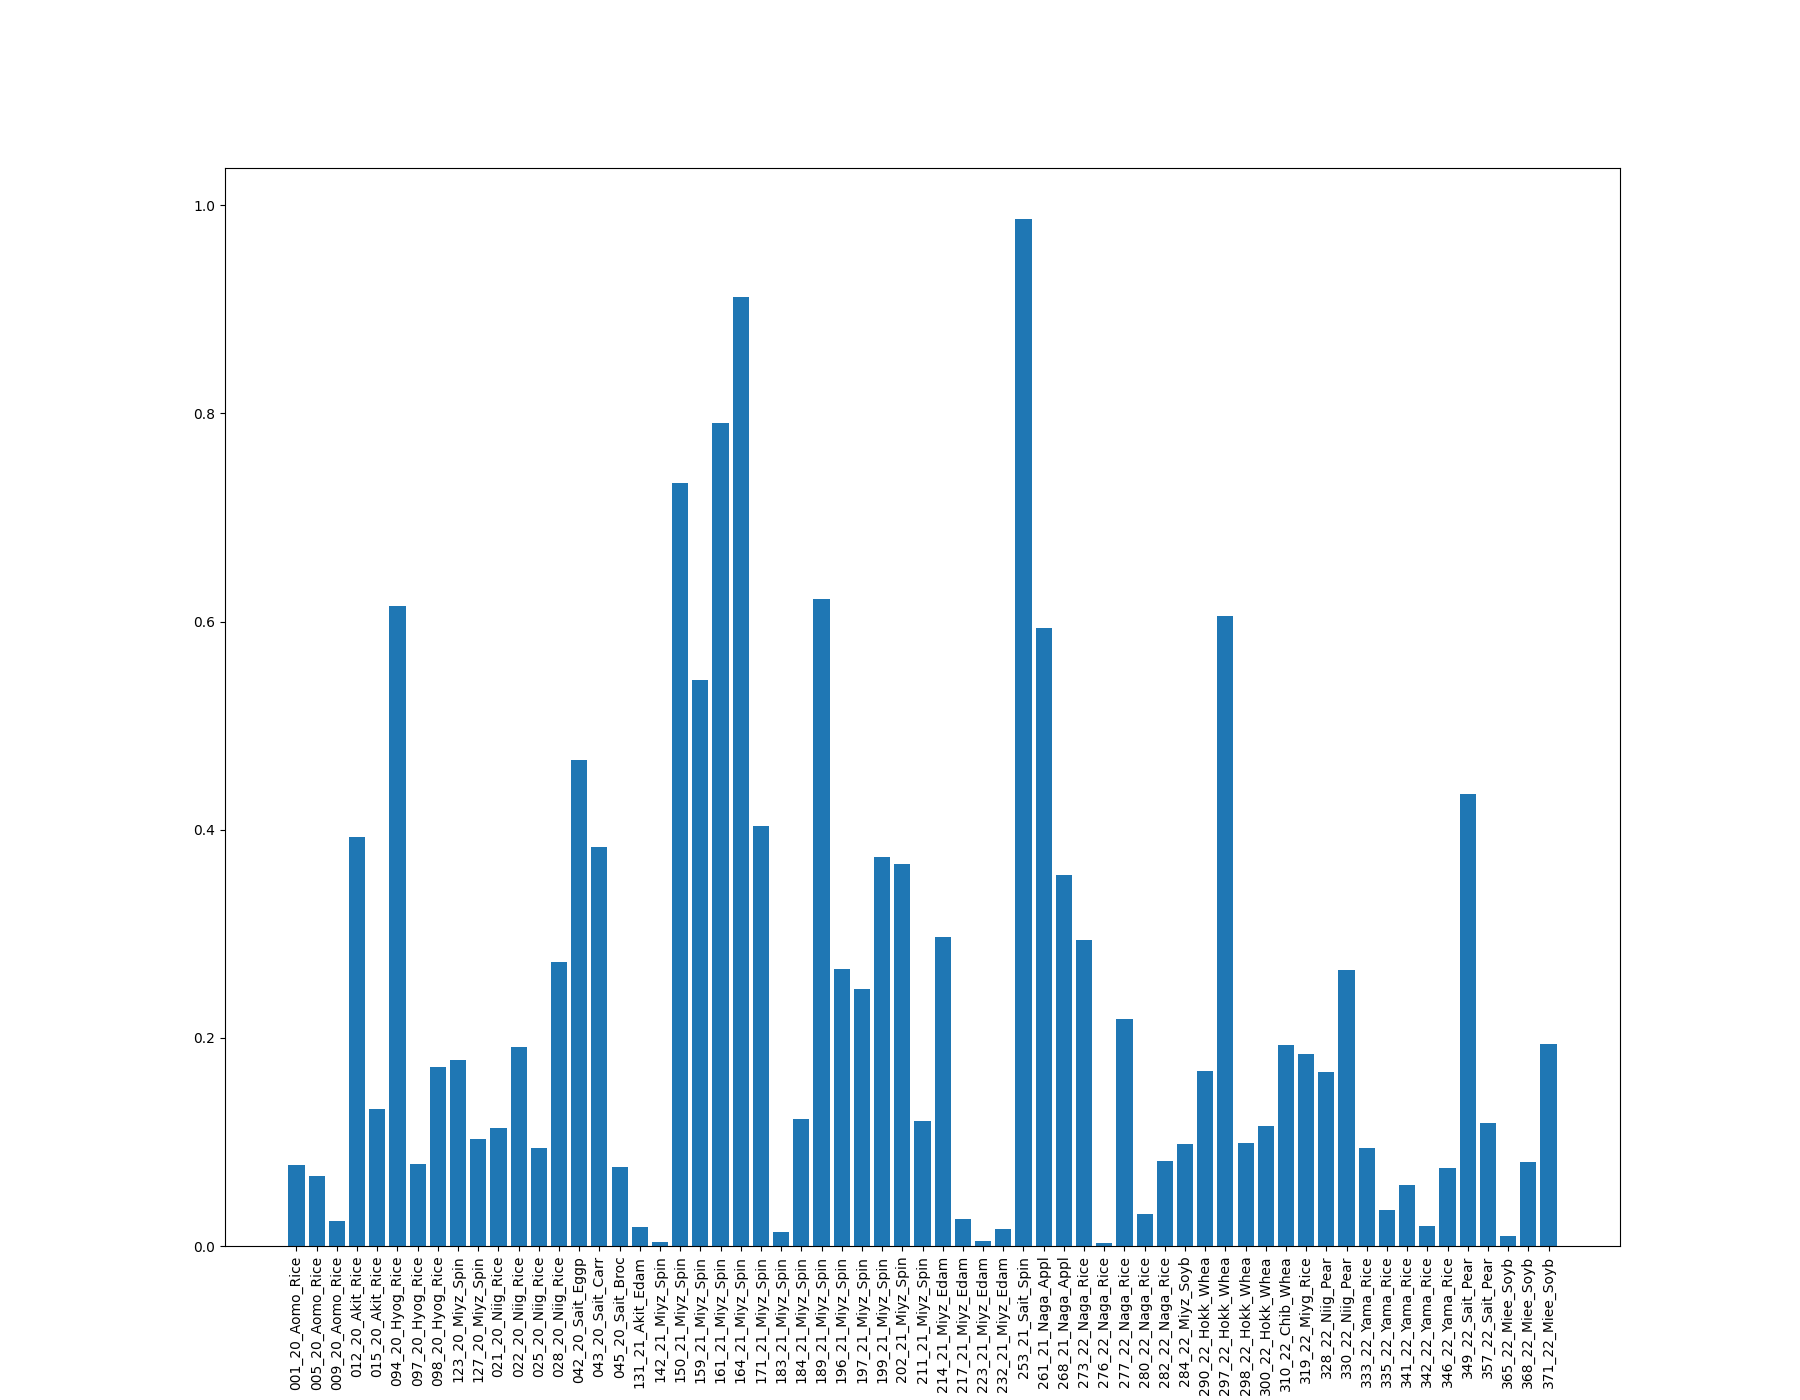 1.0
0.8
0.6
0.4
0.2
0.0
001_20_Aomo_Rice
005_20_Aomo_Rice
009_20_Aomo_Rice
012_20_Akit_Rice
015_20_Akit_Rice
094_20_Hyog_Rice
097_20_Hyog_Rice
098_20_Hyog_Rice
123_20_Miyz_Spin
127_20_Miyz_Spin
021_20_Niig_Rice
022_20_Niig_Rice
025_20_Niig_Rice
028_20_Niig_Rice
042_20_Sait_Eggp
043_20_Sait_Carr
045_20_Sait_Broc
131_21_Akit_Edam
142_21_Miyz_Spin
150_21_Miyz_Spin
159_21_Miyz_Spin
161_21_Miyz_Spin
164_21_Miyz_Spin
171_21_Miyz_Spin
183_21_Miyz_Spin
184_21_Miyz_Spin
189_21_Miyz_Spin
196_21_Miyz_Spin
197_21_Miyz_Spin
199_21_Miyz_Spin
202_21_Miyz_Spin
211_21_Miyz_Spin
214_21_Miyz_Edam
217_21_Miyz_Edam
223_21_Miyz_Edam
232_21_Miyz_Edam
253_21_Sait_Spin
261_21_Naga_Appl
268_21_Naga_Appl
273_22_Naga_Rice
276_22_Naga_Rice
277_22_Naga_Rice
280_22_Naga_Rice
282_22_Naga_Rice
284_22_Miyz_Soyb
290_22_Hokk_Whea
297_22_Hokk_Whea
298_22_Hokk_Whea
300_22_Hokk_Whea
310_22_Chib_Whea
319_22_Miyg_Rice
328_22_Niig_Pear
330_22_Niig_Pear
333_22_Yama_Rice
335_22_Yama_Rice
341_22_Yama_Rice
342_22_Yama_Rice
346_22_Yama_Rice
349_22_Sait_Pear
357_22_Sait_Pear
365_22_Miee_Soyb
368_22_Miee_Soyb
371_22_Miee_Soyb